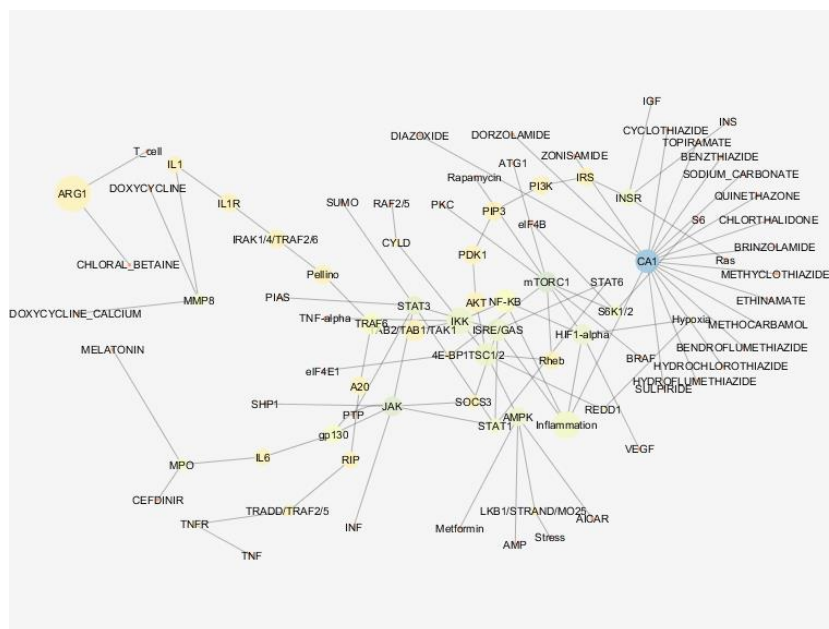 IGF
INS
CYCLOTHIAZIDE
DIAZOXIDE
DORZOLAMIDE
TOPIRAMATE
T_cell
IL1
ATG1
ZONISAMIDE
BENZTHIAZIDE
Rapamycin
PI3K
IRS
SODIUM_CARBONATE
ARG1
DOXYCYCLINE
IL1R
SUMO
RAF2/5
PKC
PIP3
INSR
QUINETHAZONE
eIF4B
S6
CHLORTHALIDONE
IRAK1/4/TRAF2/6
CYLD
PDK1
BRINZOLAMIDE
CHLORAL_BETAINE
CA1
Ras
Pellino
mTORC1
STAT6
METHYCLOTHIAZIDE
MMP8
PIAS
STAT3
AKT
NF-KB
ETHINAMATE
DOXYCYCLINE_CALCIUM
TNF-alpha
TRAF6
IKK
S6K1/2
Hypoxia
METHOCARBAMOL
AB2/TAB1/TAK1
ISRE/GAS
HIF1-alpha
MELATONIN
4E-BP1
TSC1/2
Rheb
BRAF
BENDROFLUMETHIAZIDE
eIF4E1
HYDROCHLOROTHIAZIDE
A20
HYDROFLUMETHIAZIDE
SULPIRIDE
SHP1
PTP
JAK
SOCS3
REDD1
gp130
STAT1
AMPK
Inflammation
VEGF
MPO
IL6
RIP
CEFDINIR
TNFR
TRADD/TRAF2/5
INF
LKB1/STRAND/MO25
AICAR
Metformin
Stress
AMP
TNF